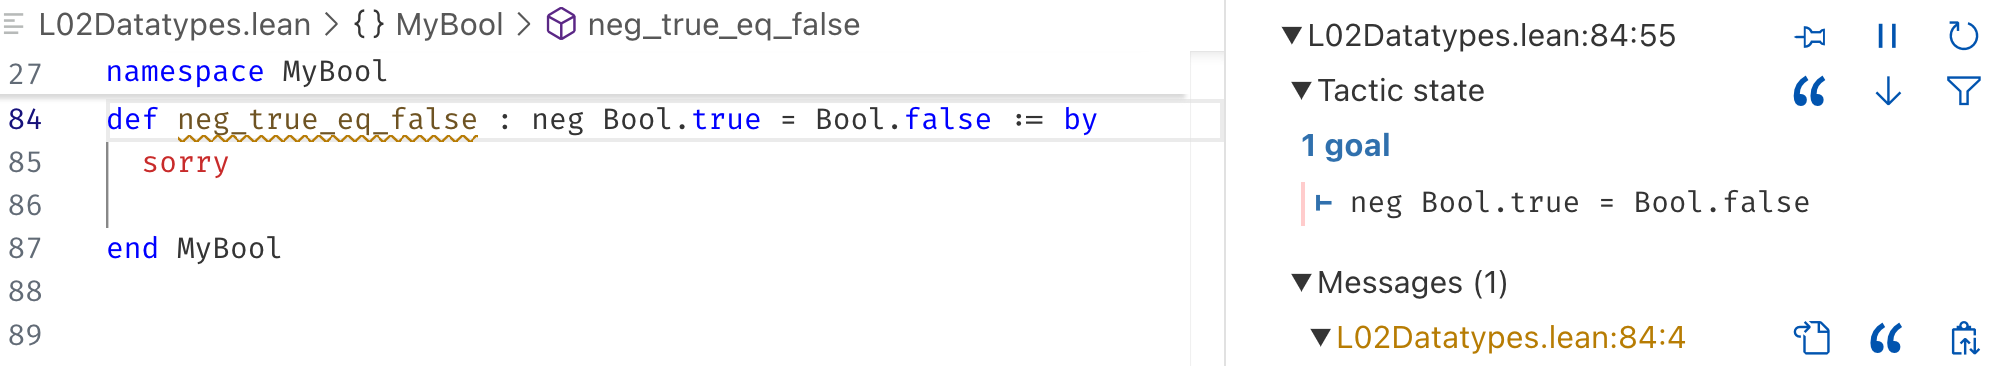 L02Datatypes.lean > {} MyBool > neg_true_eq_false
27 namespace MyBool
84 def neg_true_eq_false : neg Bool.true = Bool.false := by
85 sorry
86
87 end MyBool
88
89
▼L02Datatypes.lean:84:55
▼Tactic state
1 goal
⊢ neg Bool.true = Bool.false
▼Messages (1)
▼L02Datatypes.lean:84:4